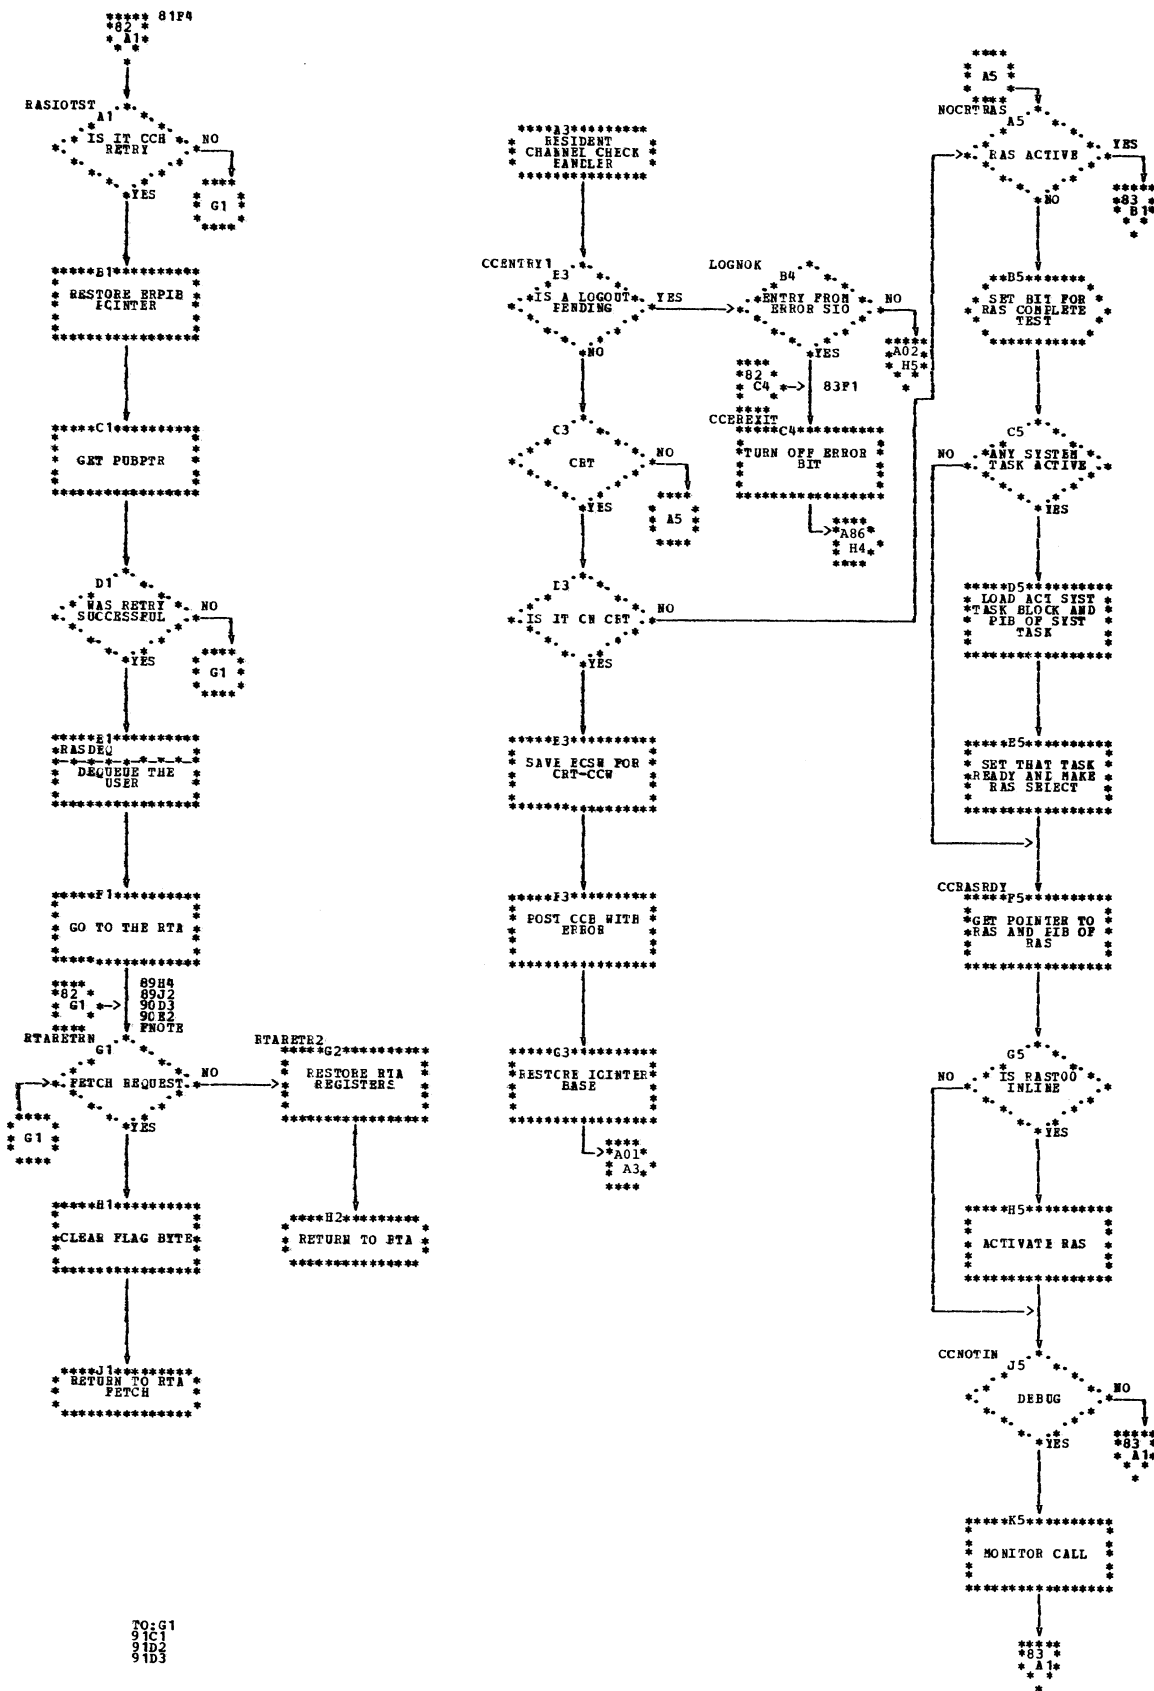 82 A1 81F4
RASIOTST
A1
IS IT CCH
RETRY
NO
G1
YES
B1
RESTORE ERPIB
PCINTER
C1
GET PUBPTR
D1
WAS RETRY
SUCCESSFUL
NO
G1
YES
E1
RASDEQ
DEQUEUE THE
USER
F1
GO TO THE RTA
82 G1
89H4
89J2
90D3
90E2
FNOTE
RTARETRN
G1
FETCH REQUEST
NO
G1
YES
H1
CLEAR FLAG BYTE
J1
RETURN TO RTA
FETCH
TO:G1
91C1
91D2
91D3
RTARETR2
G2
RESTORE RTA
REGISTERS
H2
RETURN TO RTA
A3
RESIDENT
CHANNEL CHECK
HANDLER
CCENTRY1
B3
IS A LOGOUT
PENDING
YES
NO
C3
CRT
NO
A5
YES
D3
IS IT CN CRT
NO
YES
E3
SAVE ECSW FOR
CRT-CCW
F3
POST CCB WITH
ERROR
G3
RESTCRE ICINTER
BASE
A01
A3
LOGNOK
B4
ENTRY FROM
ERROR SIO
NO
A02
H5
YES
82 C4
83F1
CCEREXIT
C4
TURN OFF ERROR
BIT
A86
H4
A5
NOCRTRAS
A5
RAS ACTIVE
YES
83
B1
NO
B5
SET BIT FOR
RAS COMPLETE
TEST
C5
NO
ANY SYSTEM
TASK ACTIVE
YES
D5
LOAD ACT SYST
TASK BLOCK AND
PIB OF SYST
TASK
E5
SET THAT TASK
READY AND MAKE
RAS SELECT
CCRASRDY
F5
GET POINTER TO
RAS AND PIB OF
RAS
G5
NO
IS RAST00
INLINE
YES
H5
ACTIVATE RAS
CCNOTIN
J5
DEBUG
NO
83
A1
YES
K5
MONITOR CALL
83
A1